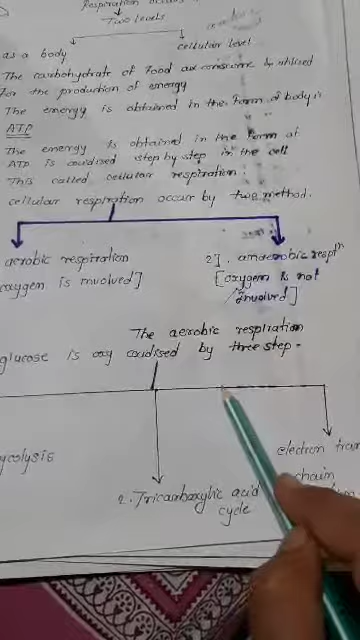 Respiration occurs
Two levels
as a body
cellular level
The carbohydrate of Food are consume & utilised
For the production of energy
The energy is obtained in the form of body is
ATP
The energy is obtained in the form of
ATP is oxidised step by step in the cell
This called cellular respiration.
cellular respiration occur by two method.
aerobic respiration
oxygen is involved]
2]. anaerobic respth
[oxygen is not
involved]
The aerobic respiration
glucose is oxy oxidised by three step.
ycolysis
2. Tricarboxylic acid
cycle
electron tran
chain